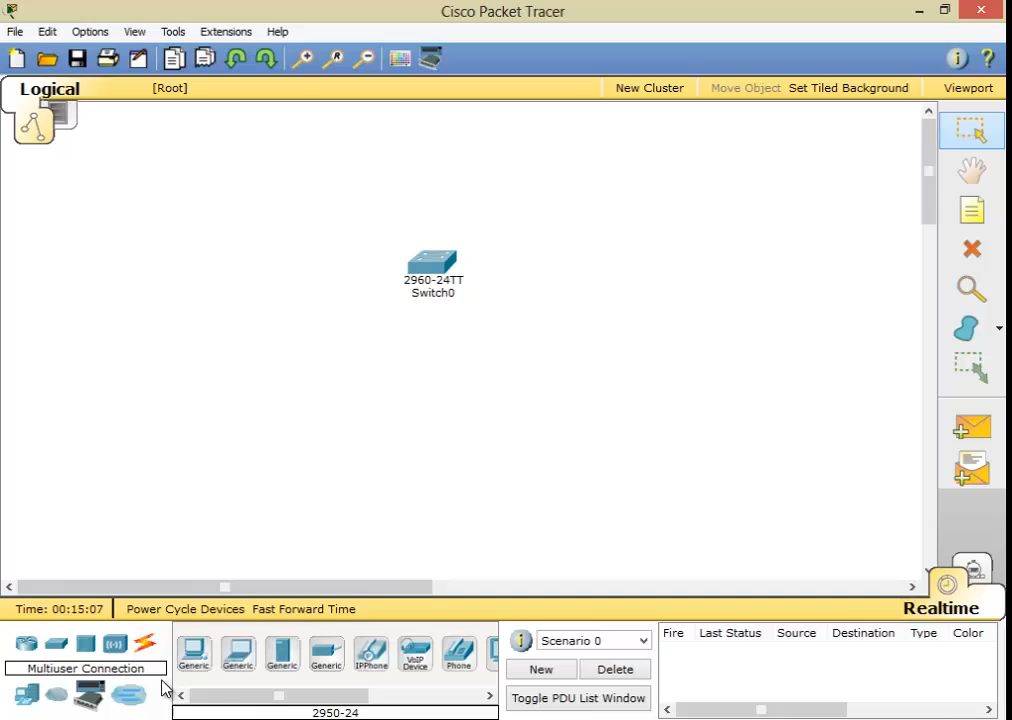 Cisco Packet Tracer
File Edit Options View Tools Extensions Help
Logical [Root] New Cluster Move Object Set Tiled Background Viewport
2960-24TT
Switch0
Time: 00:15:07 Power Cycle Devices Fast Forward Time Realtime
Multiuser Connection
Generic Generic Generic Generic IPPhone VoIP Device Phone
2950-24
Scenario 0
New Delete
Toggle PDU List Window
Fire Last Status Source Destination Type Color